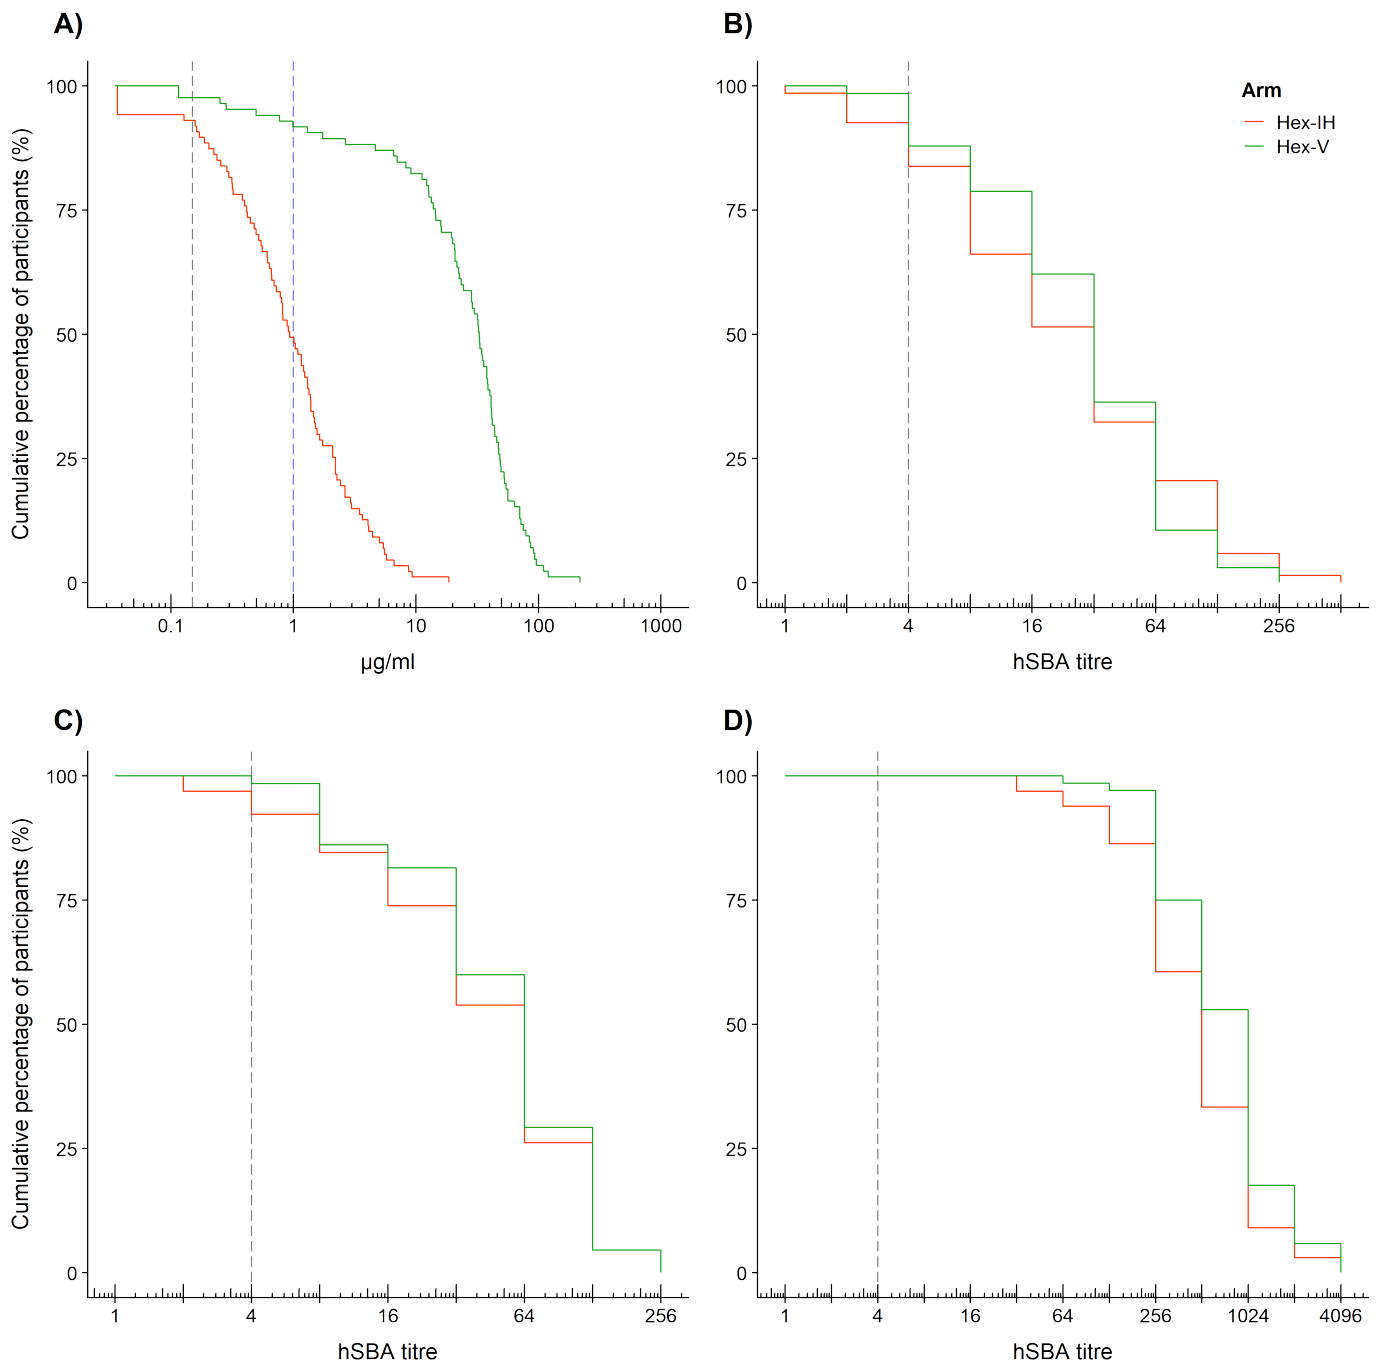 A)
Cumulative percentage of participants (%)
100
75
50
25
0
0.1 1 10 100 1000
µg/ml
B)
100
75
50
25
0
1 4 16 64 256
hSBA titre
Arm
Hex-IH
Hex-V
C)
Cumulative percentage of participants (%)
100
75
50
25
0
1 4 16 64 256
hSBA titre
D)
100
75
50
25
0
1 4 16 64 256 1024 4096
hSBA titre